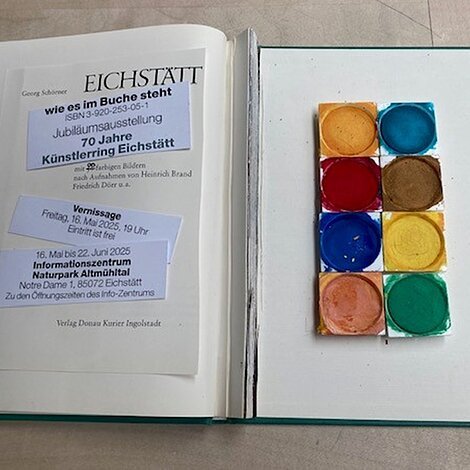 Georg Schörner
EICHSTÄTT
wie es im Buche steht
ISBN 3-920-253-05-1
Jubiläumsausstellung
70 Jahre
Künstlerring Eichstätt
mit farbigen Bildern
nach Aufnahmen von Heinrich Brand
Friedrich Dörr u.a.
Vernissage
Freitag, 16. Mai 2025, 19 Uhr
Eintritt ist frei
16. Mai bis 22. Juni 2025
Informationszentrum
Naturpark Altmühltal
Notre Dame 1, 85072 Eichstätt
Zu den Öffnungszeiten des Info-Zentrums
Verlag Donau Kurier Ingolstadt